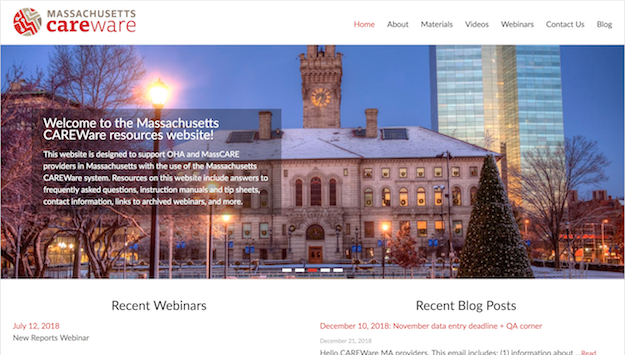 MASSACHUSETTS
careware
Home About Materials Videos Webinars Contact Us Blog
Welcome to the Massachusetts
CAREWare resources website!
This website is designed to support OHA and MassCARE
providers in Massachusetts with the use of the Massachusetts
CAREWare system. Resources on this website include answers to
frequently asked questions, instruction manuals and tip sheets,
contact information, links to archived webinars, and more.
Recent Webinars
July 12, 2018
New Reports Webinar
Recent Blog Posts
December 10, 2018: November data entry deadline + QA corner
December 21, 2018
Hello CAREWare MA providers, This email includes: (1) information about ...Read